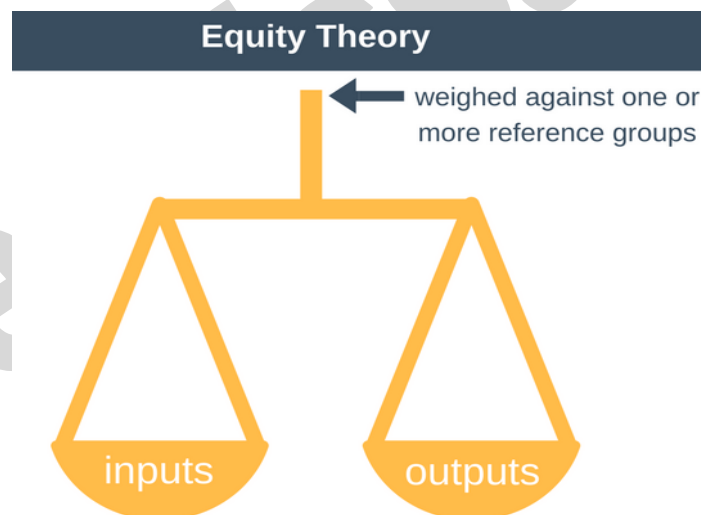 Equity Theory
weighed against one or
more reference groups
inputs
outputs